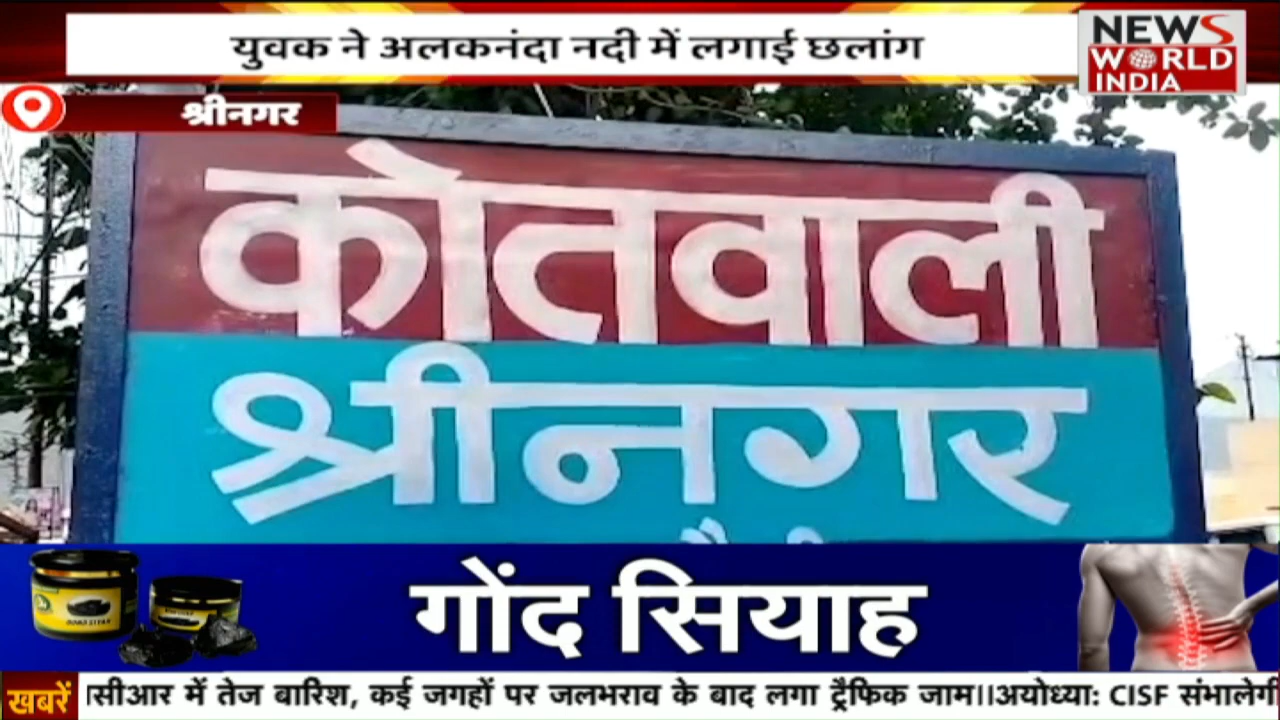 युवक ने अलकनंदा नदी में लगाई छलांग
NEWS
WORLD
INDIA
श्रीनगर
कोतवाली
श्रीनगर
गोंद सियाह
खबरें
सीआर में तेज बारिश, कई जगहों पर जलभराव के बाद लगा ट्रैफिक जाम।।अयोध्या: CISF संभालेगी